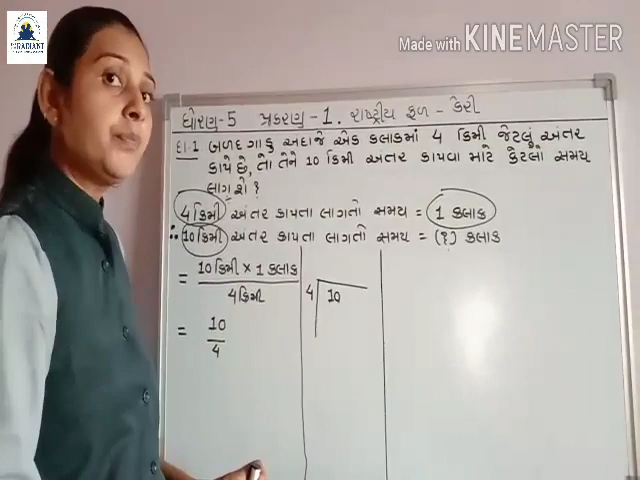 RADIANT
Made with KINEMASTER
ધોરણ-5 પ્રકરણ-1. રાષ્ટ્રીય ફળ - કેરી
દા.1 બળદ ગાડુ અંદાજે એક કલાકમાં 4 કિમી જેટલું અંતર
કાપે છે, તો તેને 10 કિમી અંતર કાપવા માટે કેટલો સમય
લાગશે ?
4 કિમી અંતર કાપતા લાગતો સમય = 1 કલાક
∴ 10 કિમી અંતર કાપતા લાગતો સમય = (?) કલાક
= 10 કિમી × 1 કલાક
4 કિમી
4 10
= 10
4